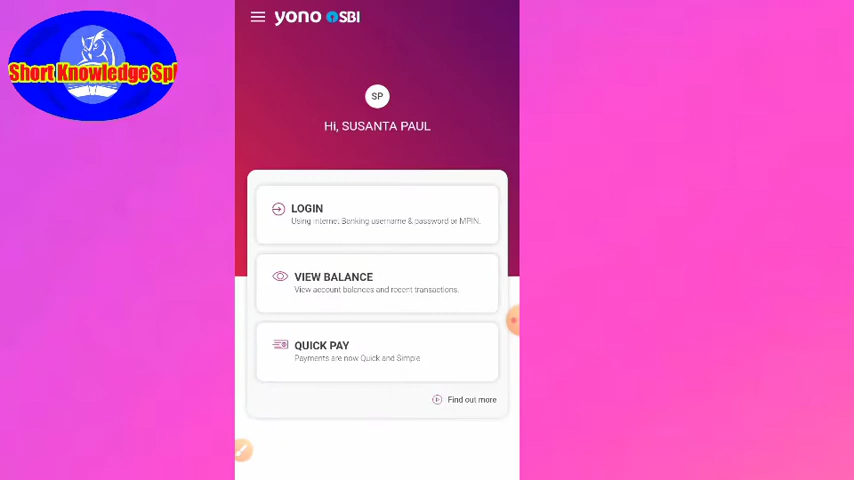 Short Knowledge Spl
yono SBI
SP
Hi, SUSANTA PAUL
LOGIN
Using Internet Banking username & password or MPIN.
VIEW BALANCE
View account balances and recent transactions.
QUICK PAY
Payments are now Quick and Simple
Find out more